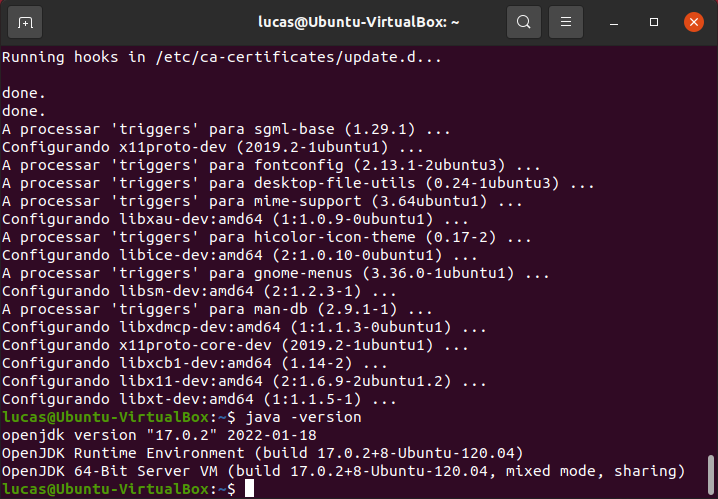 lucas@Ubuntu-VirtualBox: ~
Running hooks in /etc/ca-certificates/update.d...
done.
done.
A processar 'triggers' para sgml-base (1.29.1) ...
Configurando x11proto-dev (2019.2-1ubuntu1) ...
A processar 'triggers' para fontconfig (2.13.1-2ubuntu3) ...
A processar 'triggers' para desktop-file-utils (0.24-1ubuntu3) ...
A processar 'triggers' para mime-support (3.64ubuntu1) ...
Configurando libxau-dev:amd64 (1:1.0.9-0ubuntu1) ...
A processar 'triggers' para hicolor-icon-theme (0.17-2) ...
Configurando libice-dev:amd64 (2:1.0.10-0ubuntu1) ...
A processar 'triggers' para gnome-menus (3.36.0-1ubuntu1) ...
Configurando libsm-dev:amd64 (2:1.2.3-1) ...
A processar 'triggers' para man-db (2.9.1-1) ...
Configurando libxdmcp-dev:amd64 (1:1.1.3-0ubuntu1) ...
Configurando x11proto-core-dev (2019.2-1ubuntu1) ...
Configurando libxcb1-dev:amd64 (1.14-2) ...
Configurando libx11-dev:amd64 (2:1.6.9-2ubuntu1.2) ...
Configurando libxt-dev:amd64 (1:1.1.5-1) ...
lucas@Ubuntu-VirtualBox:~$ java -version
openjdk version "17.0.2" 2022-01-18
OpenJDK Runtime Environment (build 17.0.2+8-Ubuntu-120.04)
OpenJDK 64-Bit Server VM (build 17.0.2+8-Ubuntu-120.04, mixed mode, sharing)
lucas@Ubuntu-VirtualBox:~$